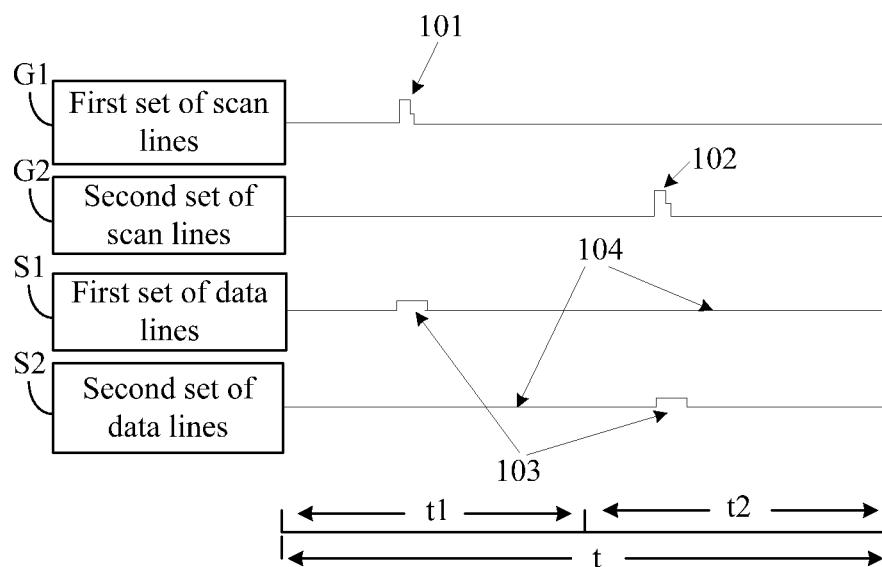 101
G1
First set of scan
lines
G2
102
Second set of
scan lines
S1
104
First set of data
lines
S2
Second set of
data lines
103
t1
t2
t